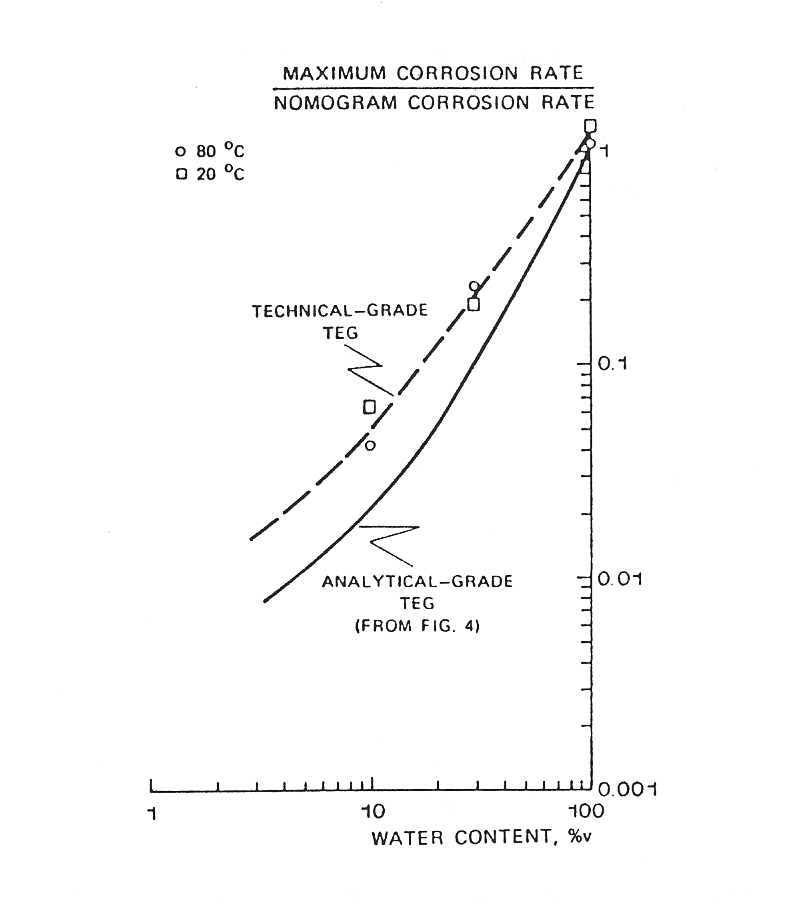 MAXIMUM CORROSION RATE
NOMOGRAM CORROSION RATE
○ 80 °C
□ 20 °C
1
TECHNICAL-GRADE
TEG
0.1
0.01
ANALYTICAL-GRADE
TEG
(FROM FIG. 4)
0.001
1 10 100
WATER CONTENT, %v